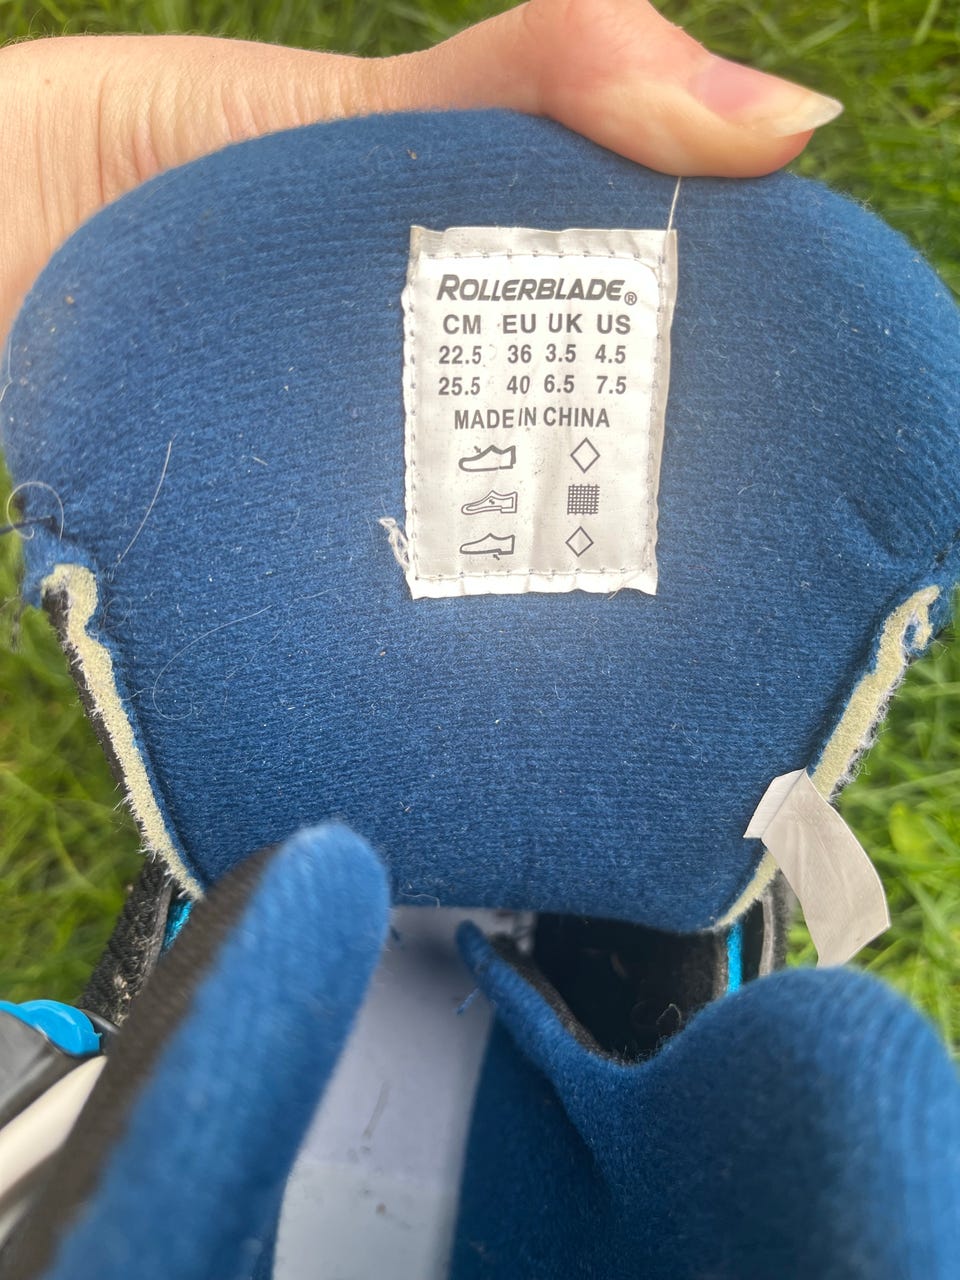 ROLLERBLADE®
CM EU UK US
22.5 36 3.5 4.5
25.5 40 6.5 7.5
MADE IN CHINA